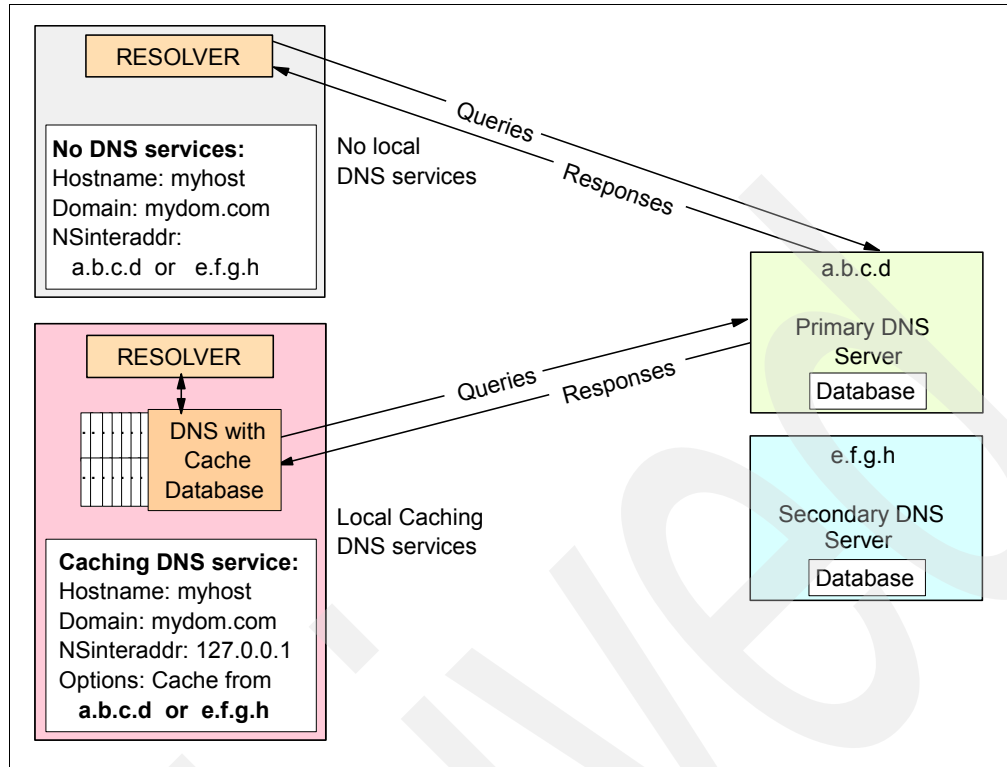 RESOLVER
Queries
Responses
No DNS services:
Hostname: myhost
Domain: mydom.com
NSinteraddr:
a.b.c.d or e.f.g.h
No local
DNS services
a.b.c.d
Primary DNS
Server
Database
RESOLVER
DNS with
Cache
Database
Queries
Responses
Local Caching
DNS services
e.f.g.h
Secondary DNS
Server
Database
Caching DNS service:
Hostname: myhost
Domain: mydom.com
NSinteraddr: 127.0.0.1
Options: Cache from
a.b.c.d or e.f.g.h